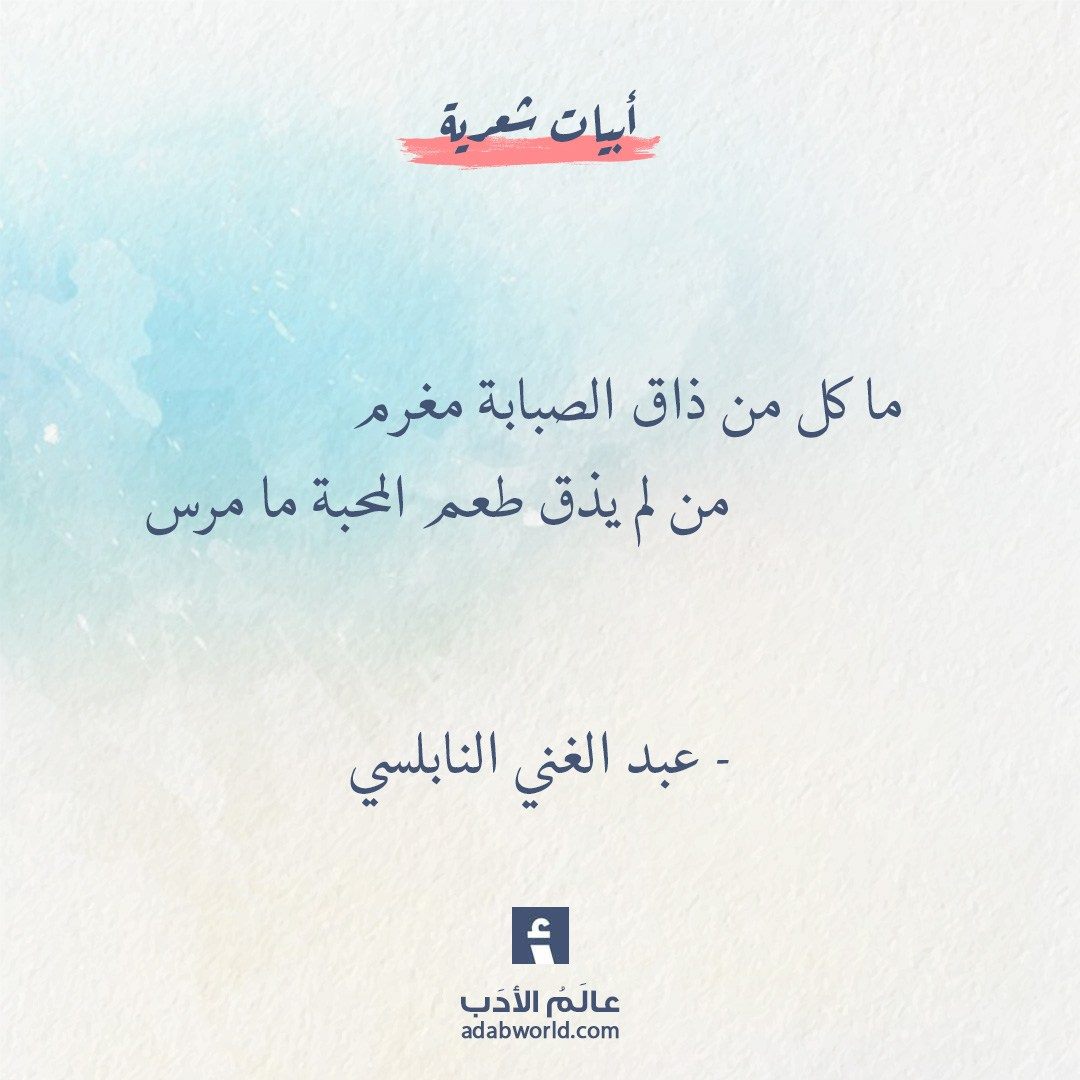 أبيات شعرية
ما كل من ذاق الصبابة مغرم
من لم يذق طعم المحبة ما مرس
- عبد الغني النابلسي
أ
عالَمُ الأدَب
adabworld.com